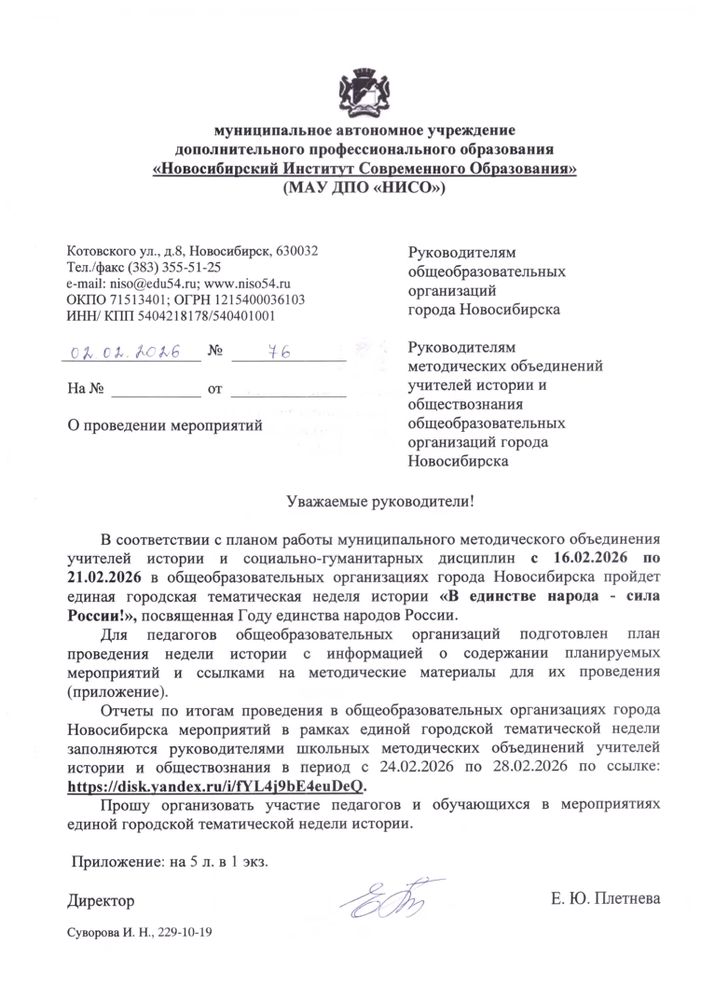 муниципальное автономное учреждение
дополнительного профессионального образования
«Новосибирский Институт Современного Образования»
(МАУ ДПО «НИСО»)
Котовского ул., д.8, Новосибирск, 630032
Тел./факс (383) 355-51-25
e-mail: niso@edu54.ru; www.niso54.ru
ОКПО 71513401; ОГРН 1215400036103
ИНН/ КПП 5404218178/540401001
02.02.2026 № 76
На № ____________ от ____________
О проведении мероприятий
Руководителям
общеобразовательных
организаций
города Новосибирска
Руководителям
методических объединений
учителей истории и
обществознания
общеобразовательных
организаций города
Новосибирска
Уважаемые руководители!
В соответствии с планом работы муниципального методического объединения
учителей истории и социально-гуманитарных дисциплин с 16.02.2026 по
21.02.2026 в общеобразовательных организациях города Новосибирска пройдет
единая городская тематическая неделя истории «В единстве народа - сила
России!», посвященная Году единства народов России.
Для педагогов общеобразовательных организаций подготовлен план
проведения недели истории с информацией о содержании планируемых
мероприятий и ссылками на методические материалы для их проведения
(приложение).
Отчеты по итогам проведения в общеобразовательных организациях города
Новосибирска мероприятий в рамках единой городской тематической недели
заполняются руководителями школьных методических объединений учителей
истории и обществознания в период с 24.02.2026 по 28.02.2026 по ссылке:
https://disk.yandex.ru/i/fYL4j9bE4euDeQ.
Прошу организовать участие педагогов и обучающихся в мероприятиях
единой городской тематической недели истории.
Приложение: на 5 л. в 1 экз.
Директор Е. Ю. Плетнева
Суворова И. Н., 229-10-19